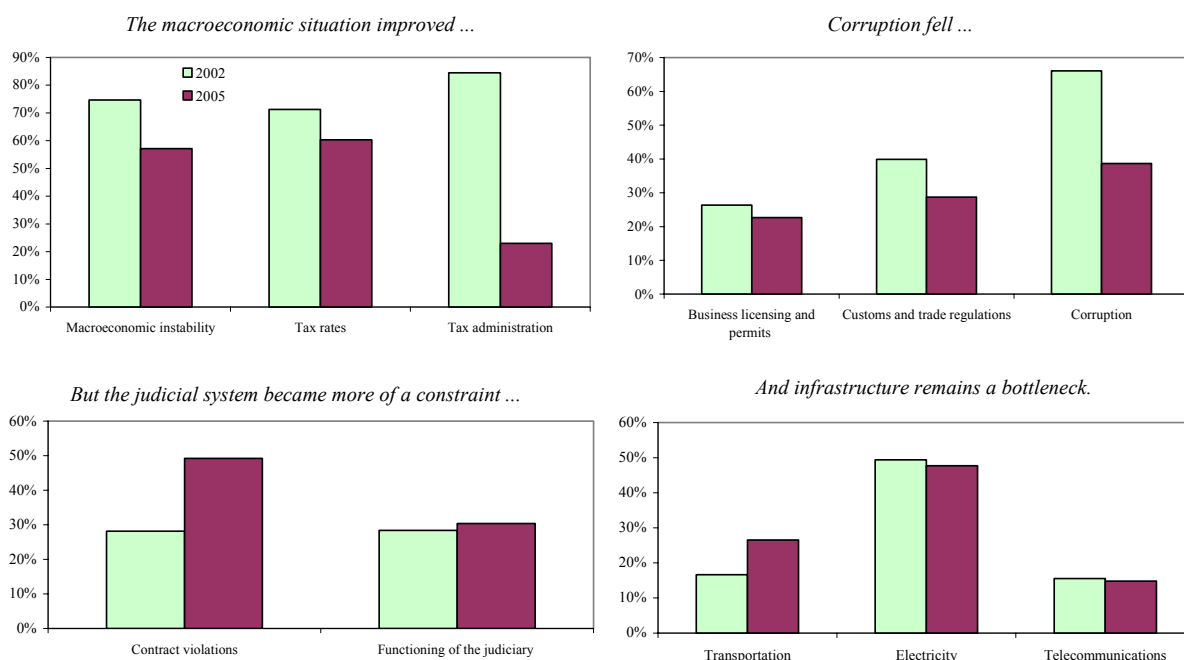 The macroeconomic situation improved ...
90%
80%
70%
60%
50%
40%
30%
20%
10%
0%
2002
2005
Macroeconomic instability
Tax rates
Tax administration
Corruption fell ...
70%
60%
50%
40%
30%
20%
10%
0%
Business licensing and
permits
Customs and trade regulations
Corruption
But the judicial system became more of a constraint ...
60%
50%
40%
30%
20%
10%
0%
Contract violations
Functioning of the judiciary
And infrastructure remains a bottleneck.
60%
50%
40%
30%
20%
10%
0%
Transportation
Electricity
Telecommunications